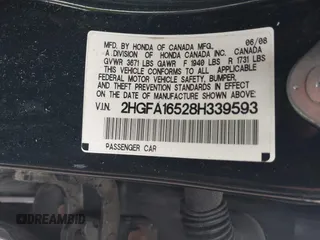 MFD. BY HONDA OF CANADA MFG. 06/08
A DIVISION OF HONDA CANADA INC. CANADA
GVWR 3671 LBS GAWR F 1940 LBS R 1731 LBS
THIS VEHICLE CONFORMS TO ALL APPLICABLE
FEDERAL MOTOR VEHICLE SAFETY, BUMPER,
AND THEFT PREVENTION STANDARDS IN EFFECT
ON THE DATE OF MANUFACTURE SHOWN ABOVE.
V.I.N. 2HGFA16528H339593
PASSENGER CAR
DREAMBID